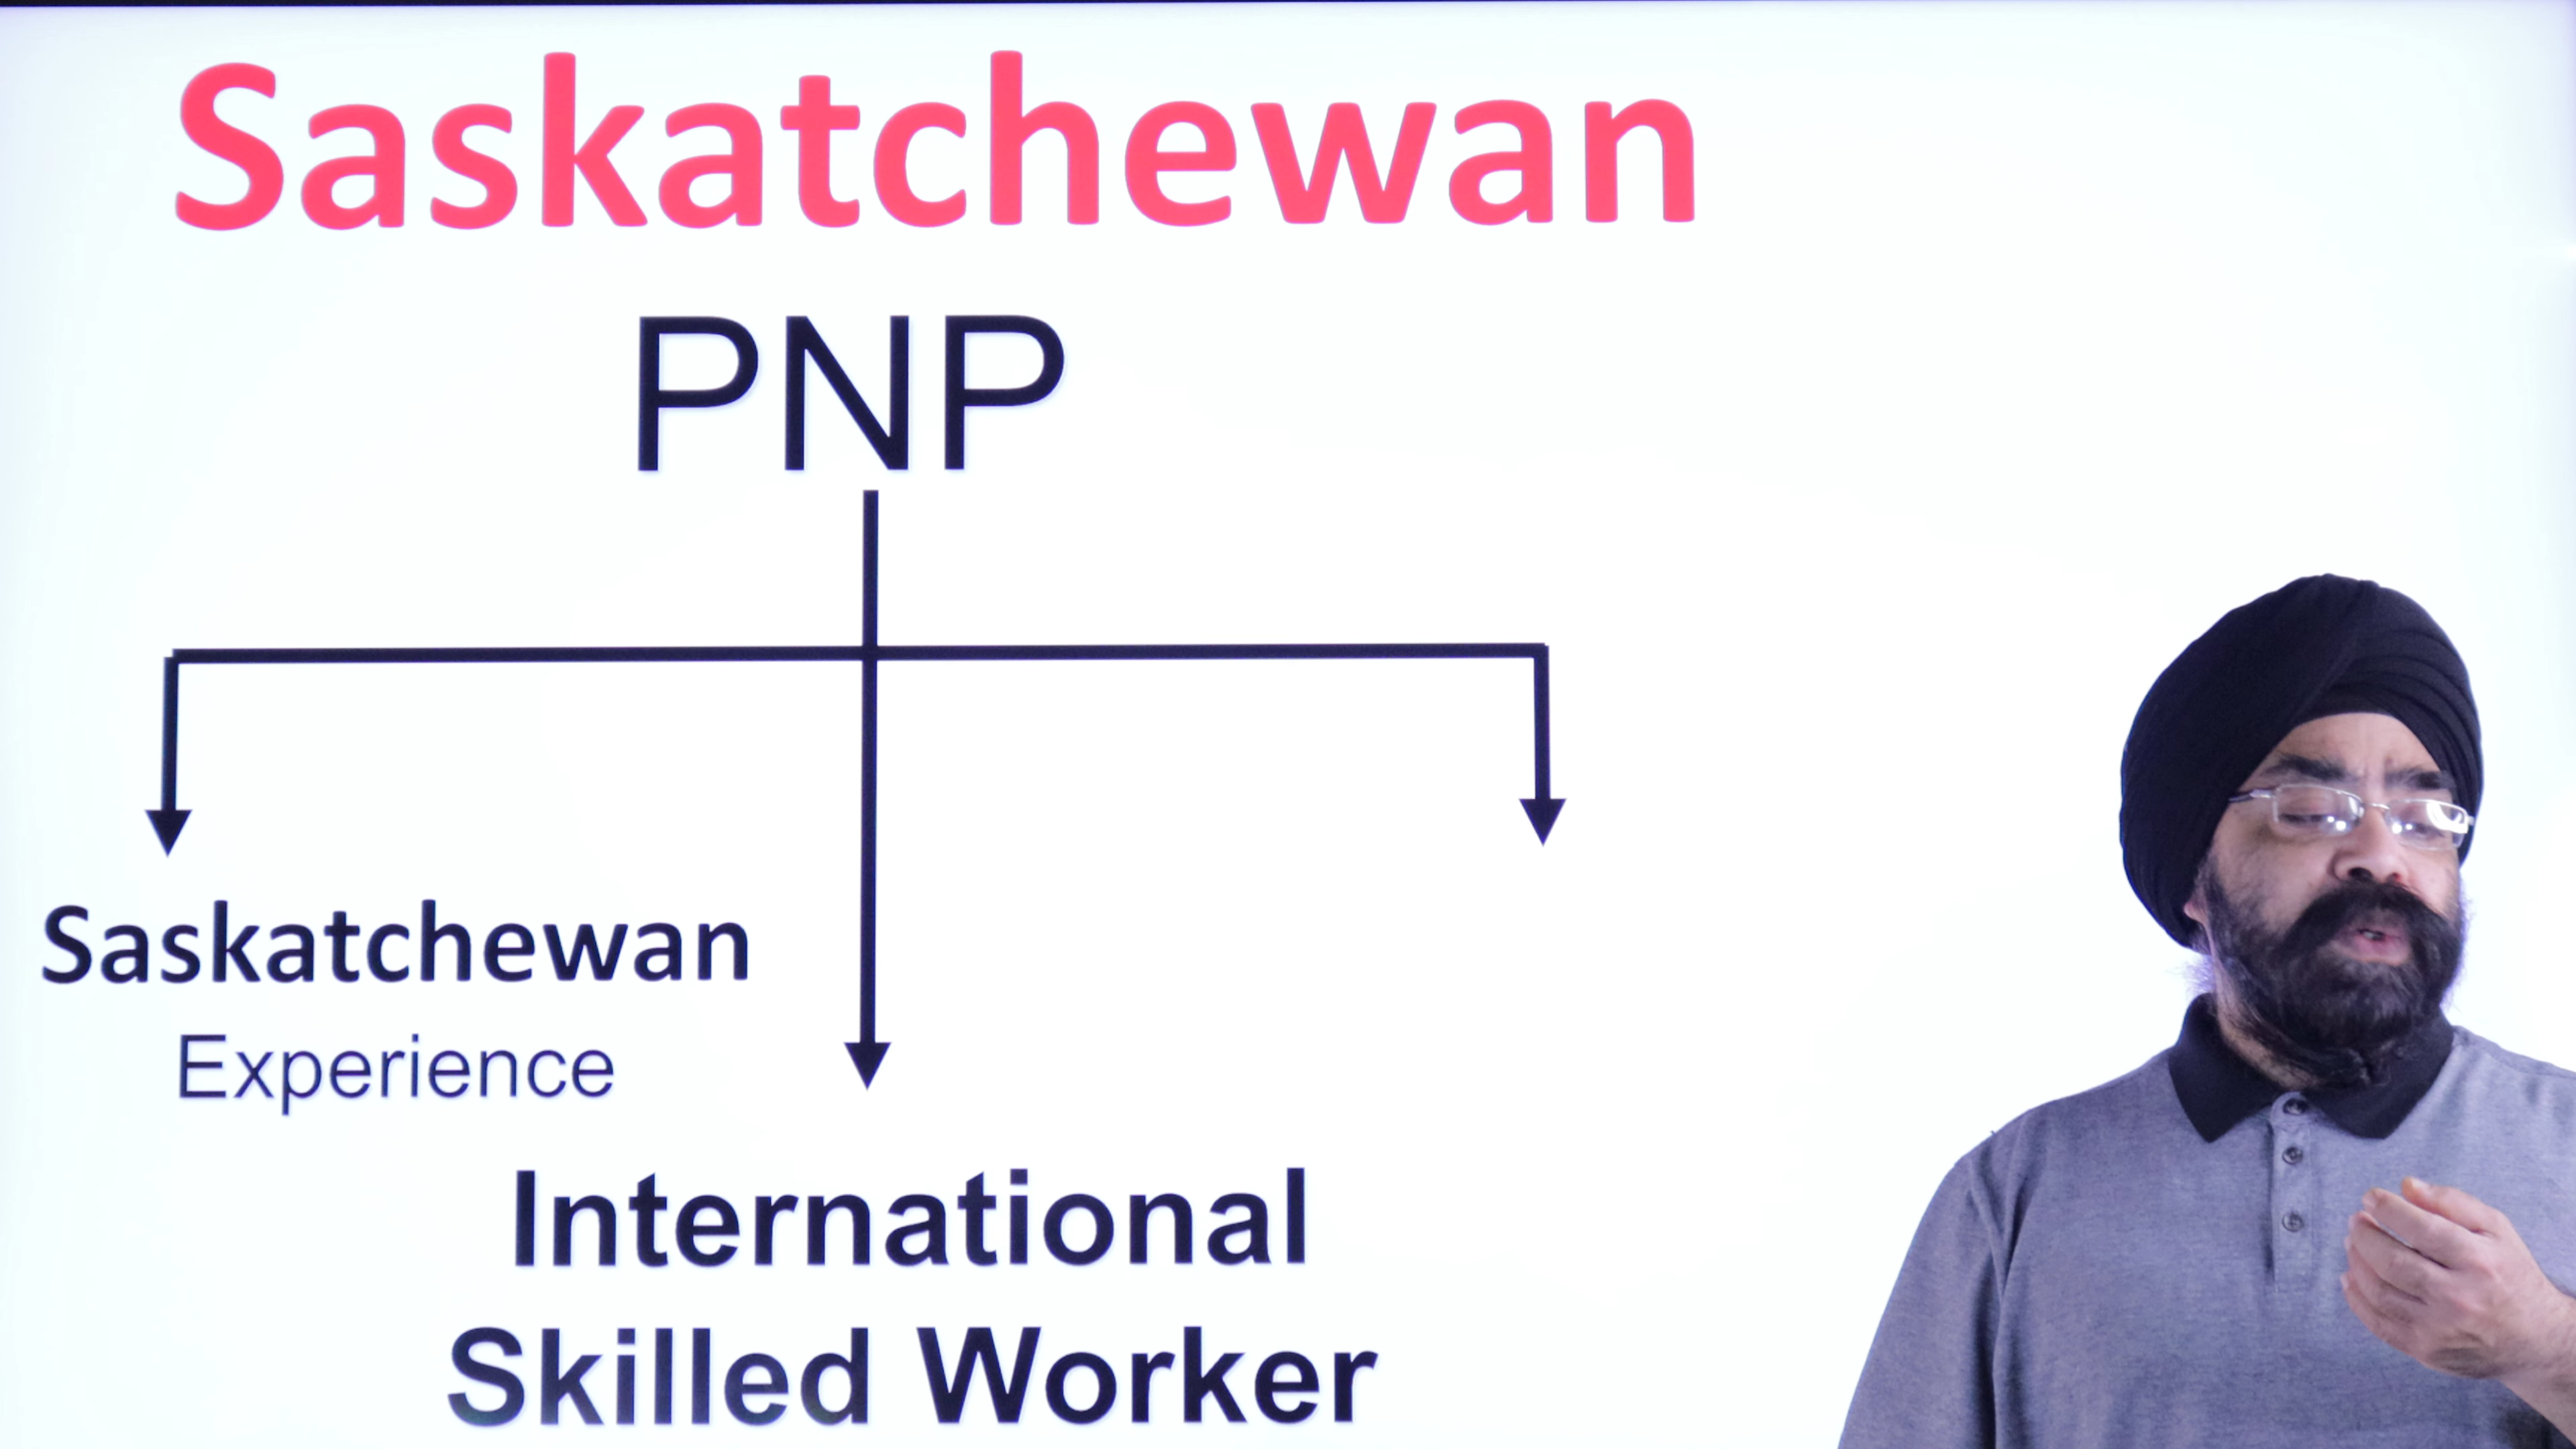 Saskatchewan
PNP
Saskatchewan
Experience
International
Skilled Worker